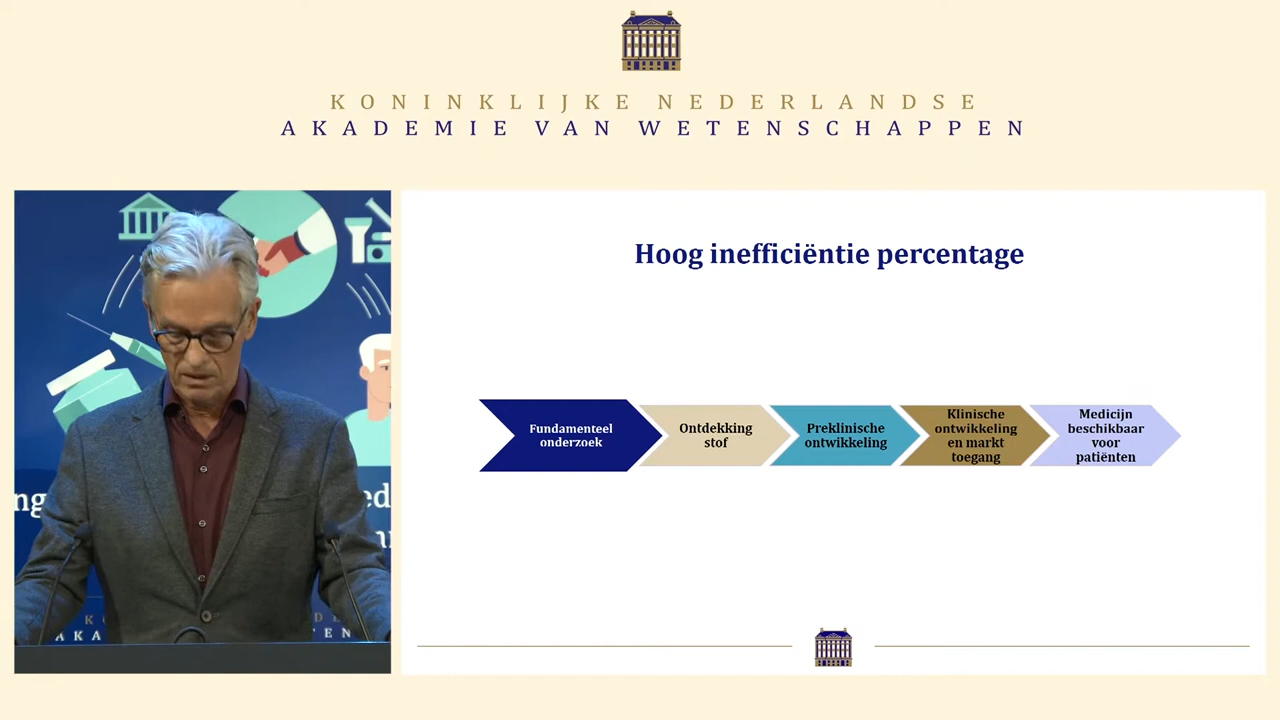 KONINKLIJKE NEDERLANDSE
AKADEMIE VAN WETENSCHAPPEN
Hoog inefficiëntie percentage
Fundamenteel
onderzoek
Ontdekking
stof
Preklinische
ontwikkeling
Klinische
ontwikkeling
en markt
toegang
Medicijn
beschikbaar
voor
patiënten